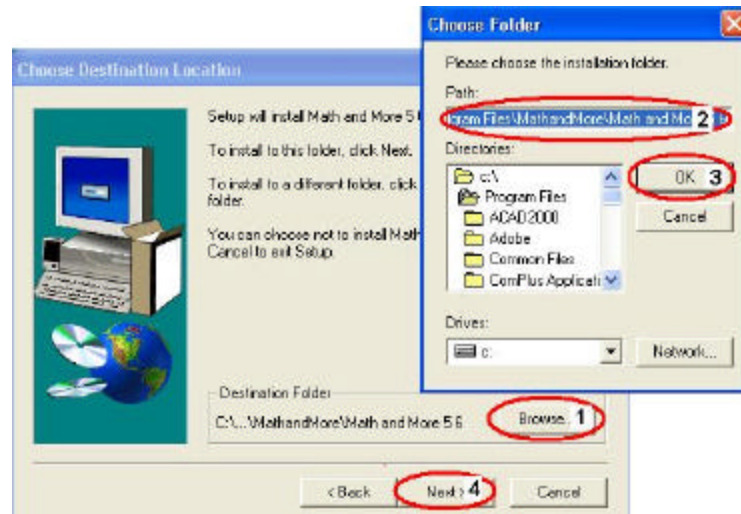 Choose Destination Location
Setup will install Math and More 5
To install to this folder, click Next.
To install to a different folder, click
folder.
You can choose not to install Math
Cancel to exit Setup.
Destination Folder
C:\...\MathandMore\Math and More 5.6
Browse.. 1
< Back
Next > 4
Cancel
Choose Folder
Please choose the installation folder.
Path:
gram Files\MathandMore\Math and Mo 2
Directories:
c:\
Program Files
ACAD2000
Adobe
Common Files
ComPlus Applicati
OK 3
Cancel
Drives:
c:
Network...